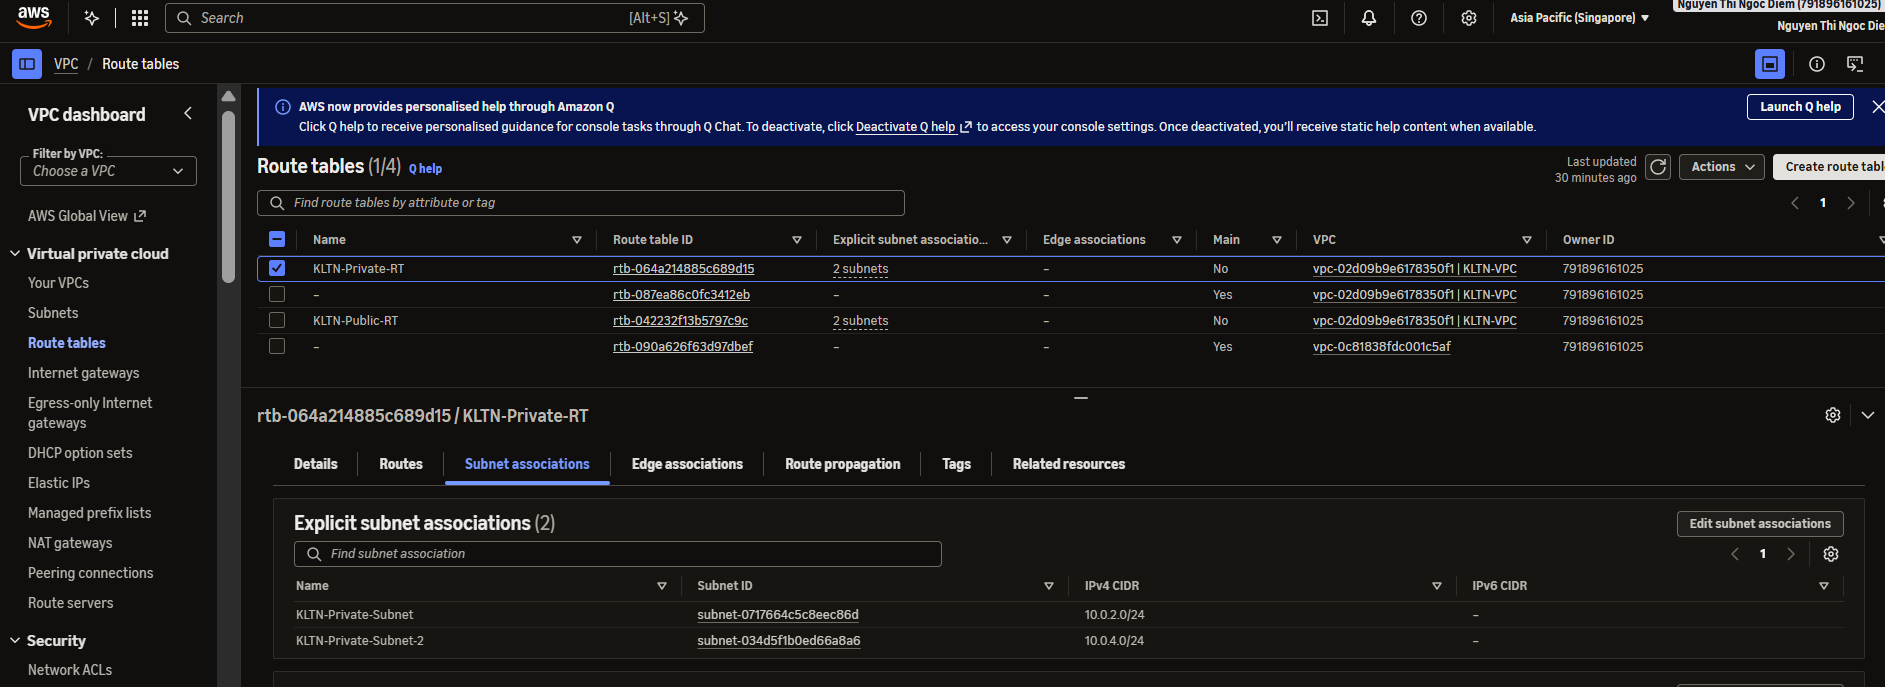 aws
Search [Alt+S]
Asia Pacific (Singapore)
Nguyen Thi Ngoc Diem (791896161025)
Nguyen Thi Ngoc Die
VPC / Route tables
VPC dashboard
Filter by VPC:
Choose a VPC
AWS Global View
Virtual private cloud
Your VPCs
Subnets
Route tables
Internet gateways
Egress-only Internet
gateways
DHCP option sets
Elastic IPs
Managed prefix lists
NAT gateways
Peering connections
Route servers
Security
Network ACLs
AWS now provides personalised help through Amazon Q
Click Q help to receive personalised guidance for console tasks through Q Chat. To deactivate, click Deactivate Q help to access your console settings. Once deactivated, you'll receive static help content when available.
Launch Q help
Route tables (1/4) Q help
Last updated
30 minutes ago
Actions
Create route tabl
Find route tables by attribute or tag
1
Name Route table ID Explicit subnet associatio... Edge associations Main VPC Owner ID
KLTN-Private-RT rtb-064a214885c689d15 2 subnets – No vpc-02d09b9e6178350f1 | KLTN-VPC 791896161025
– rtb-087ea86c0fc3412eb – – Yes vpc-02d09b9e6178350f1 | KLTN-VPC 791896161025
KLTN-Public-RT rtb-042232f13b5797c9c 2 subnets – No vpc-02d09b9e6178350f1 | KLTN-VPC 791896161025
– rtb-090a626f63d97dbef – – Yes vpc-0c81838fdc001c5af 791896161025
rtb-064a214885c689d15 / KLTN-Private-RT
Details Routes Subnet associations Edge associations Route propagation Tags Related resources
Explicit subnet associations (2)
Edit subnet associations
Find subnet association
1
Name Subnet ID IPv4 CIDR IPv6 CIDR
KLTN-Private-Subnet subnet-0717664c5c8eec86d 10.0.2.0/24 –
KLTN-Private-Subnet-2 subnet-034d5f1b0ed66a8a6 10.0.4.0/24 –